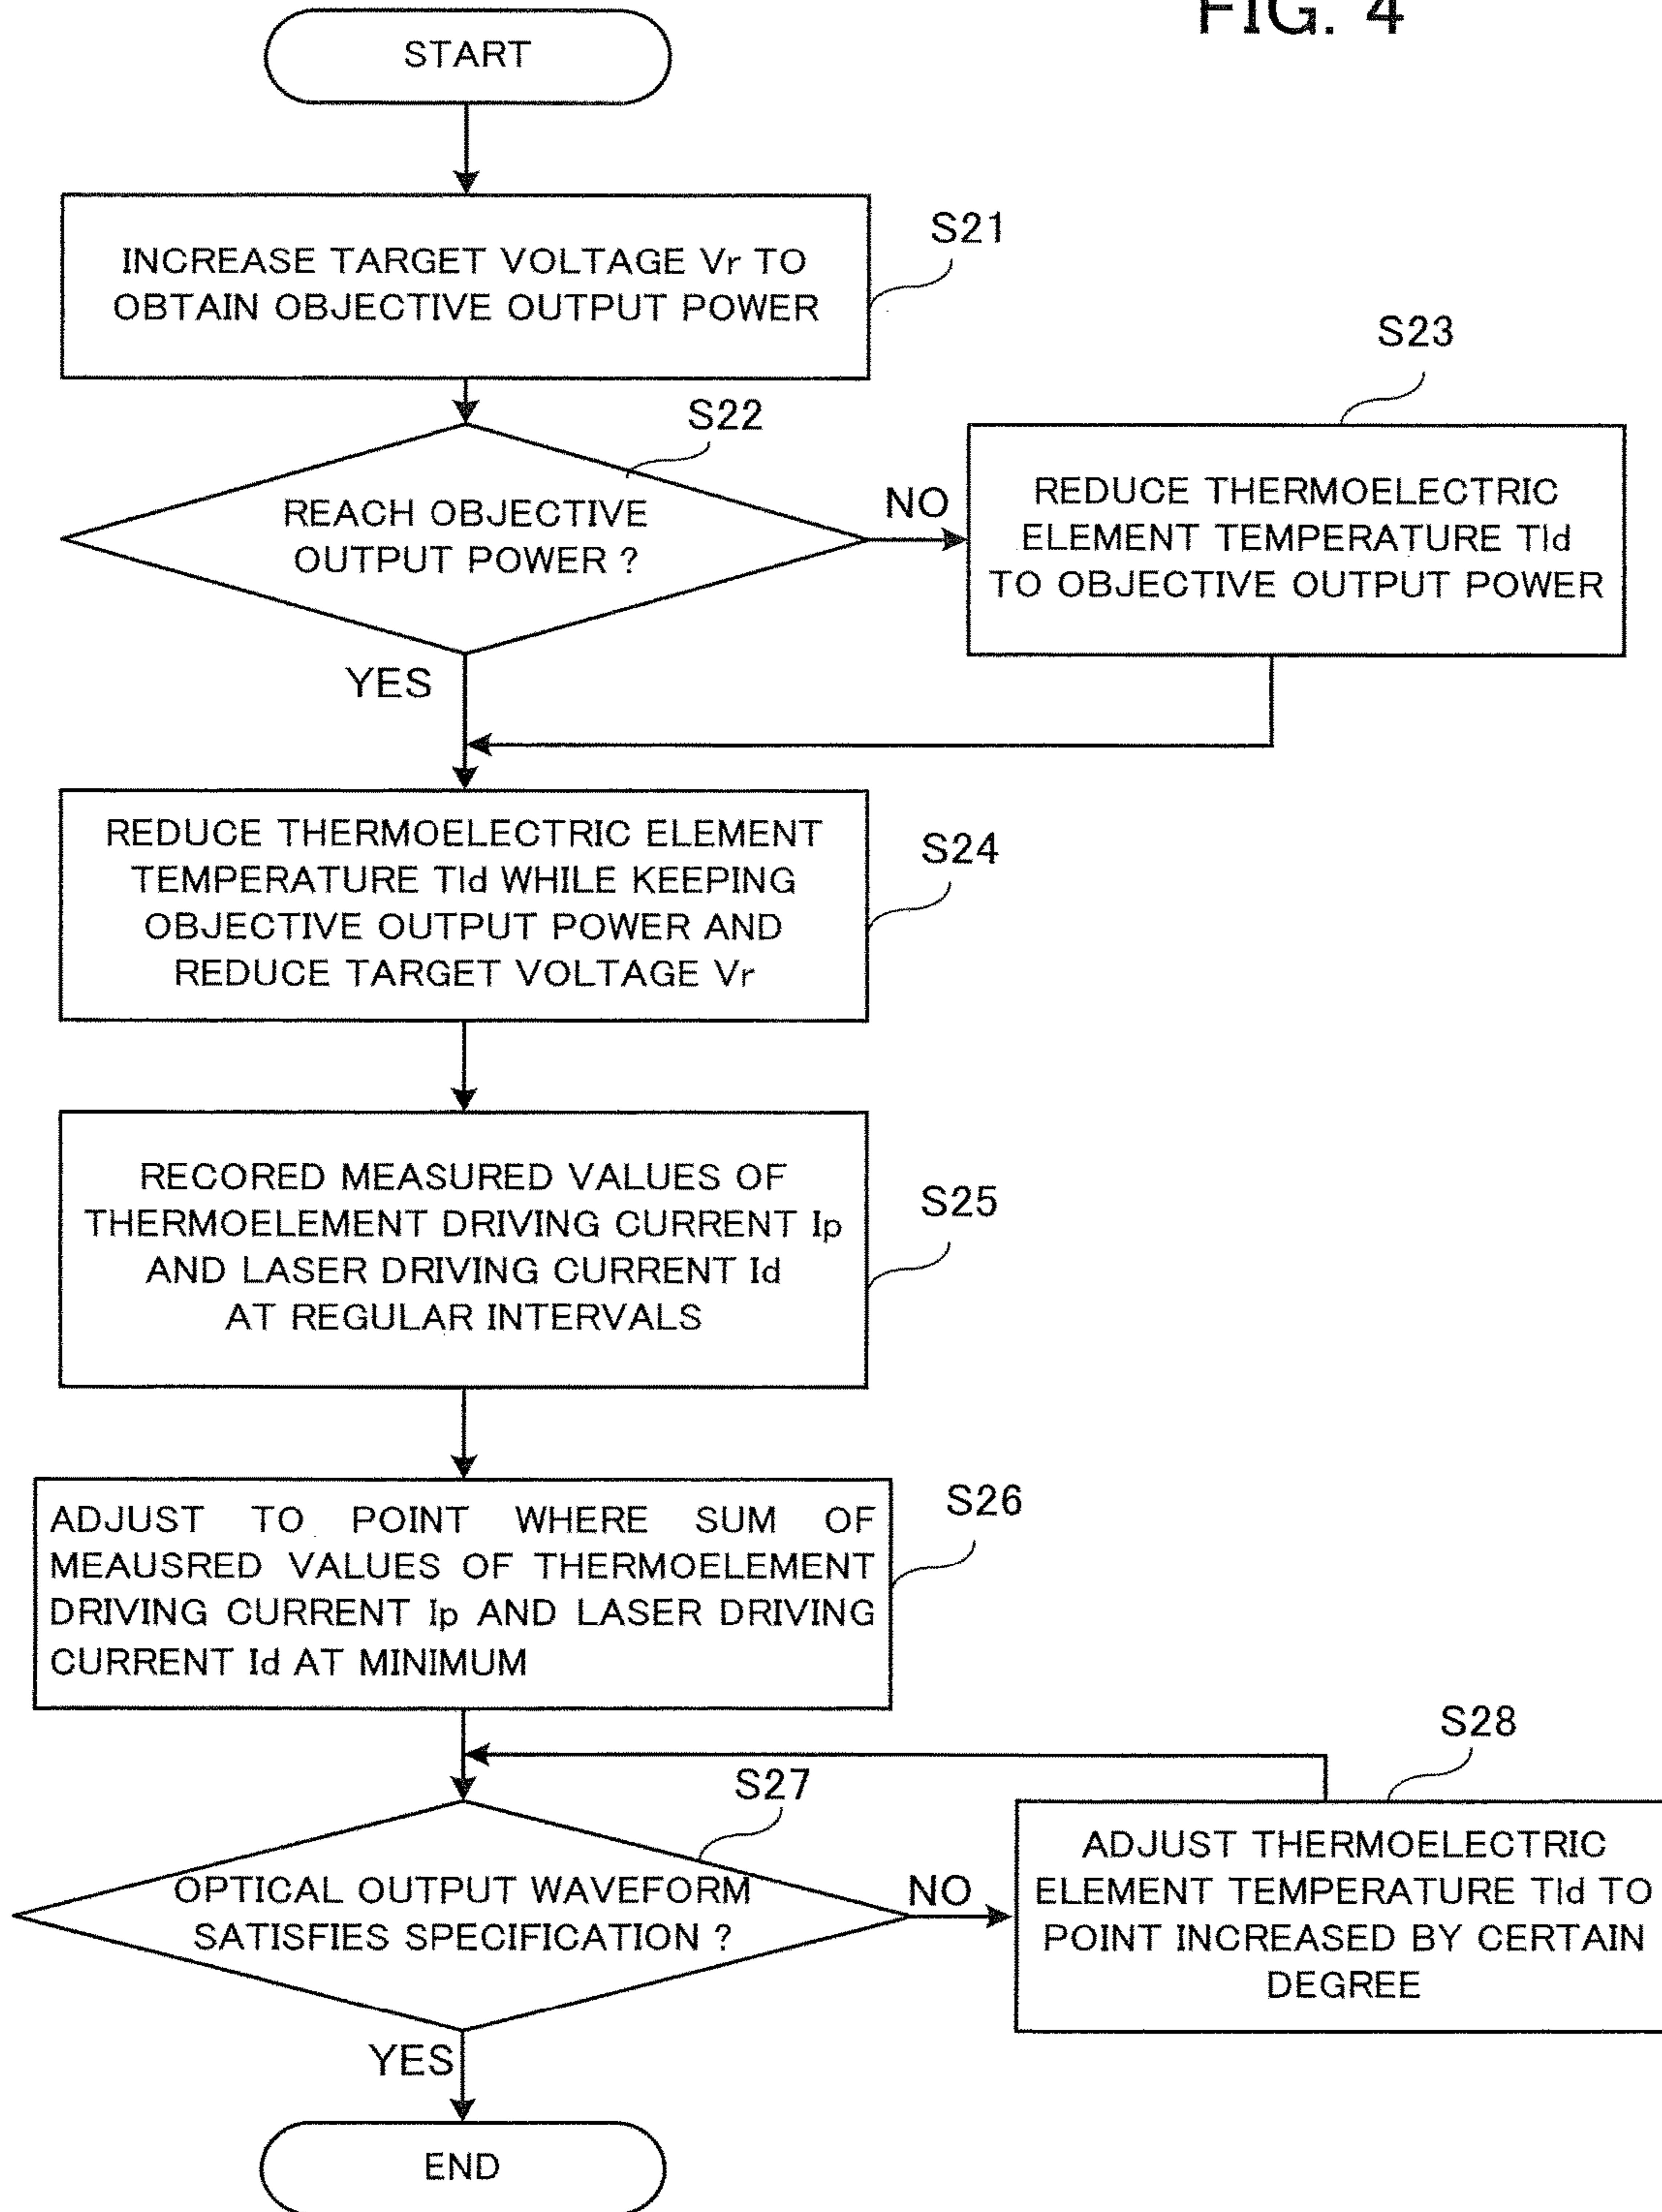 FIG. 4
START
INCREASE TARGET VOLTAGE Vr TO
OBTAIN OBJECTIVE OUTPUT POWER
S21
S22
REACH OBJECTIVE
OUTPUT POWER ?
NO
YES
S23
REDUCE THERMOELECTRIC
ELEMENT TEMPERATURE Tld
TO OBJECTIVE OUTPUT POWER
REDUCE THERMOELECTRIC ELEMENT
TEMPERATURE Tld WHILE KEEPING
OBJECTIVE OUTPUT POWER AND
REDUCE TARGET VOLTAGE Vr
S24
RECORED MEASURED VALUES OF
THERMOELEMENT DRIVING CURRENT Ip
AND LASER DRIVING CURRENT Id
AT REGULAR INTERVALS
S25
ADJUST TO POINT WHERE SUM OF
MEAUSRED VALUES OF THERMOELEMENT
DRIVING CURRENT Ip AND LASER DRIVING
CURRENT Id AT MINIMUM
S26
S27
OPTICAL OUTPUT WAVEFORM
SATISFIES SPECIFICATION ?
NO
YES
S28
ADJUST THERMOELECTRIC
ELEMENT TEMPERATURE Tld TO
POINT INCREASED BY CERTAIN
DEGREE
END